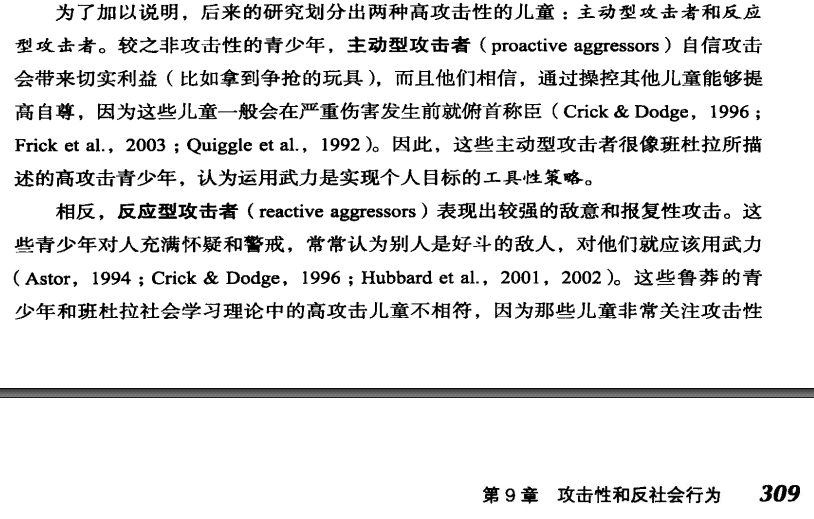 为了加以说明，后来的研究划分出两种高攻击性的儿童：主动型攻击者和反应
型攻击者。较之非攻击性的青少年，主动型攻击者（proactive aggressors）自信攻击
会带来切实利益（比如拿到争抢的玩具），而且他们相信，通过操控其他儿童能够提
高自尊，因为这些儿童一般会在严重伤害发生前就俯首称臣（Crick & Dodge，1996；
Frick et al.，2003；Quiggle et al.，1992）。因此，这些主动型攻击者很像班杜拉所描
述的高攻击青少年，认为运用武力是实现个人目标的工具性策略。
相反，反应型攻击者（reactive aggressors）表现出较强的敌意和报复性攻击。这
些青少年对人充满怀疑和警戒，常常认为别人是好斗的敌人，对他们就应该用武力
（Astor，1994；Crick & Dodge，1996；Hubbard et al.，2001，2002）。这些鲁莽的青
少年和班杜拉社会学习理论中的高攻击儿童不相符，因为那些儿童非常关注攻击性
第 9 章 攻击性和反社会行为 309